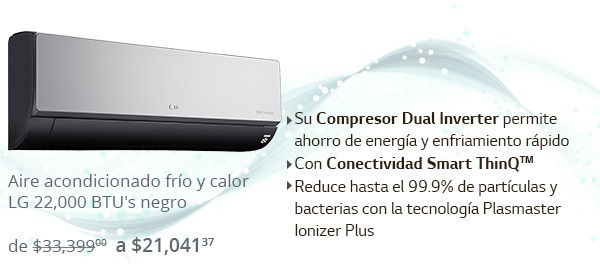 LG
Aire acondicionado frío y calor
LG 22,000 BTU's negro
de $33,399⁰⁰ a $21,041³⁷
Su Compresor Dual Inverter permite
ahorro de energía y enfriamiento rápido
Con Conectividad Smart ThinQ™
Reduce hasta el 99.9% de partículas y
bacterias con la tecnología Plasmaster
Ionizer Plus